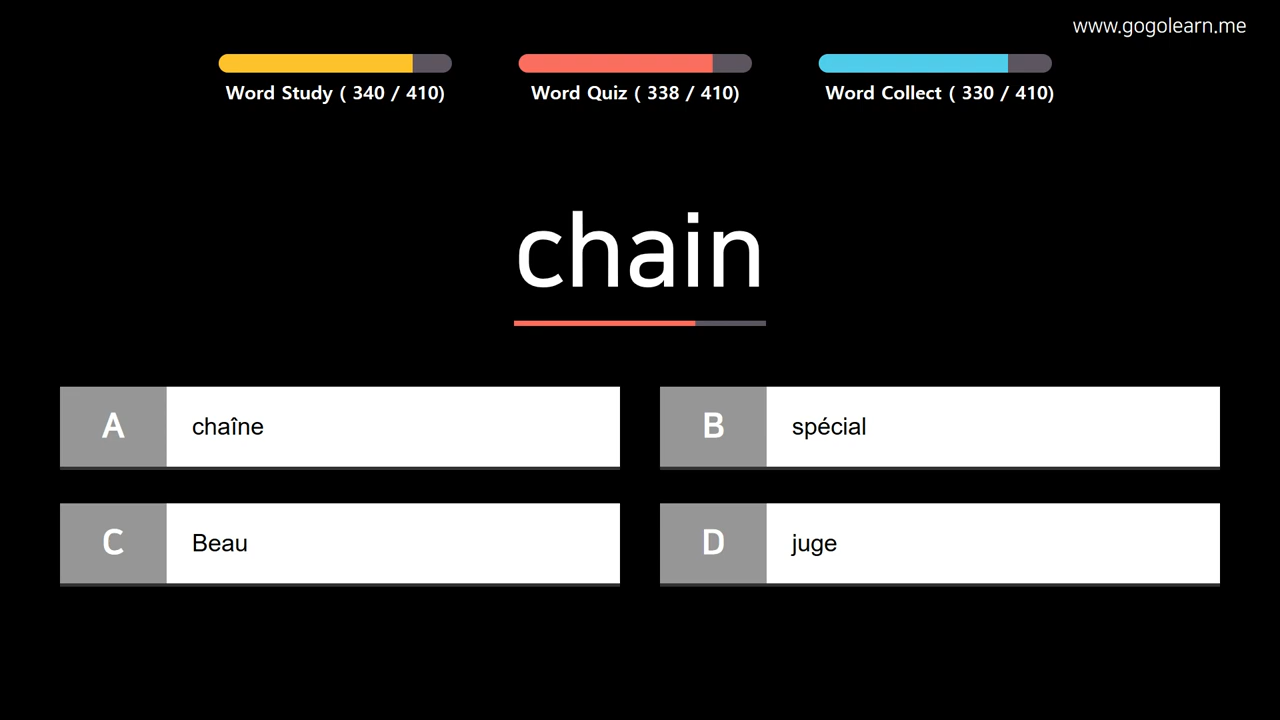 www.gogolearn.me
Word Study ( 340 / 410)
Word Quiz ( 338 / 410)
Word Collect ( 330 / 410)
chain
A
chaîne
B
spécial
C
Beau
D
juge